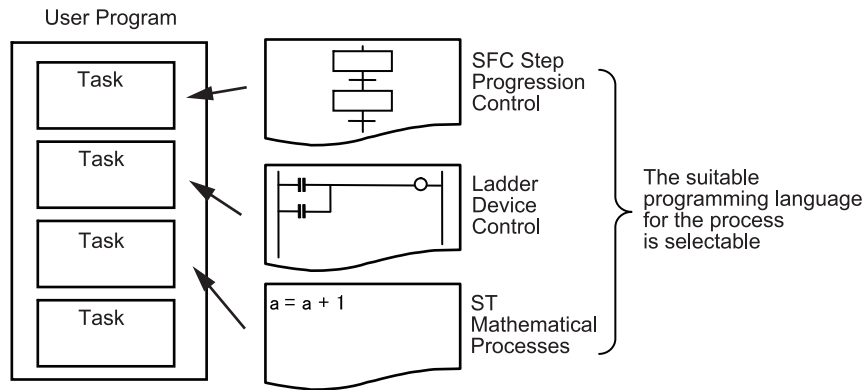 User Program
Task
Task
Task
Task
SFC Step
Progression
Control
Ladder
Device
Control
a = a + 1
ST
Mathematical
Processes
The suitable
programming language
for the process
is selectable